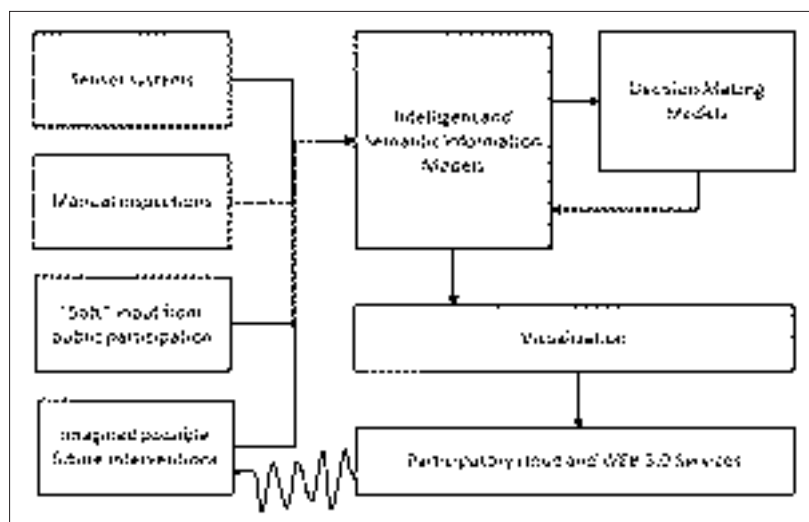 Sensor systems
Manual inspections
"Soft" input from
public participation
Imagined possible
future interventions
Intelligent and
Semantic Information
Models
Decision Making
Models
Visualisation
Participatory cloud and WEB 3.0 Services